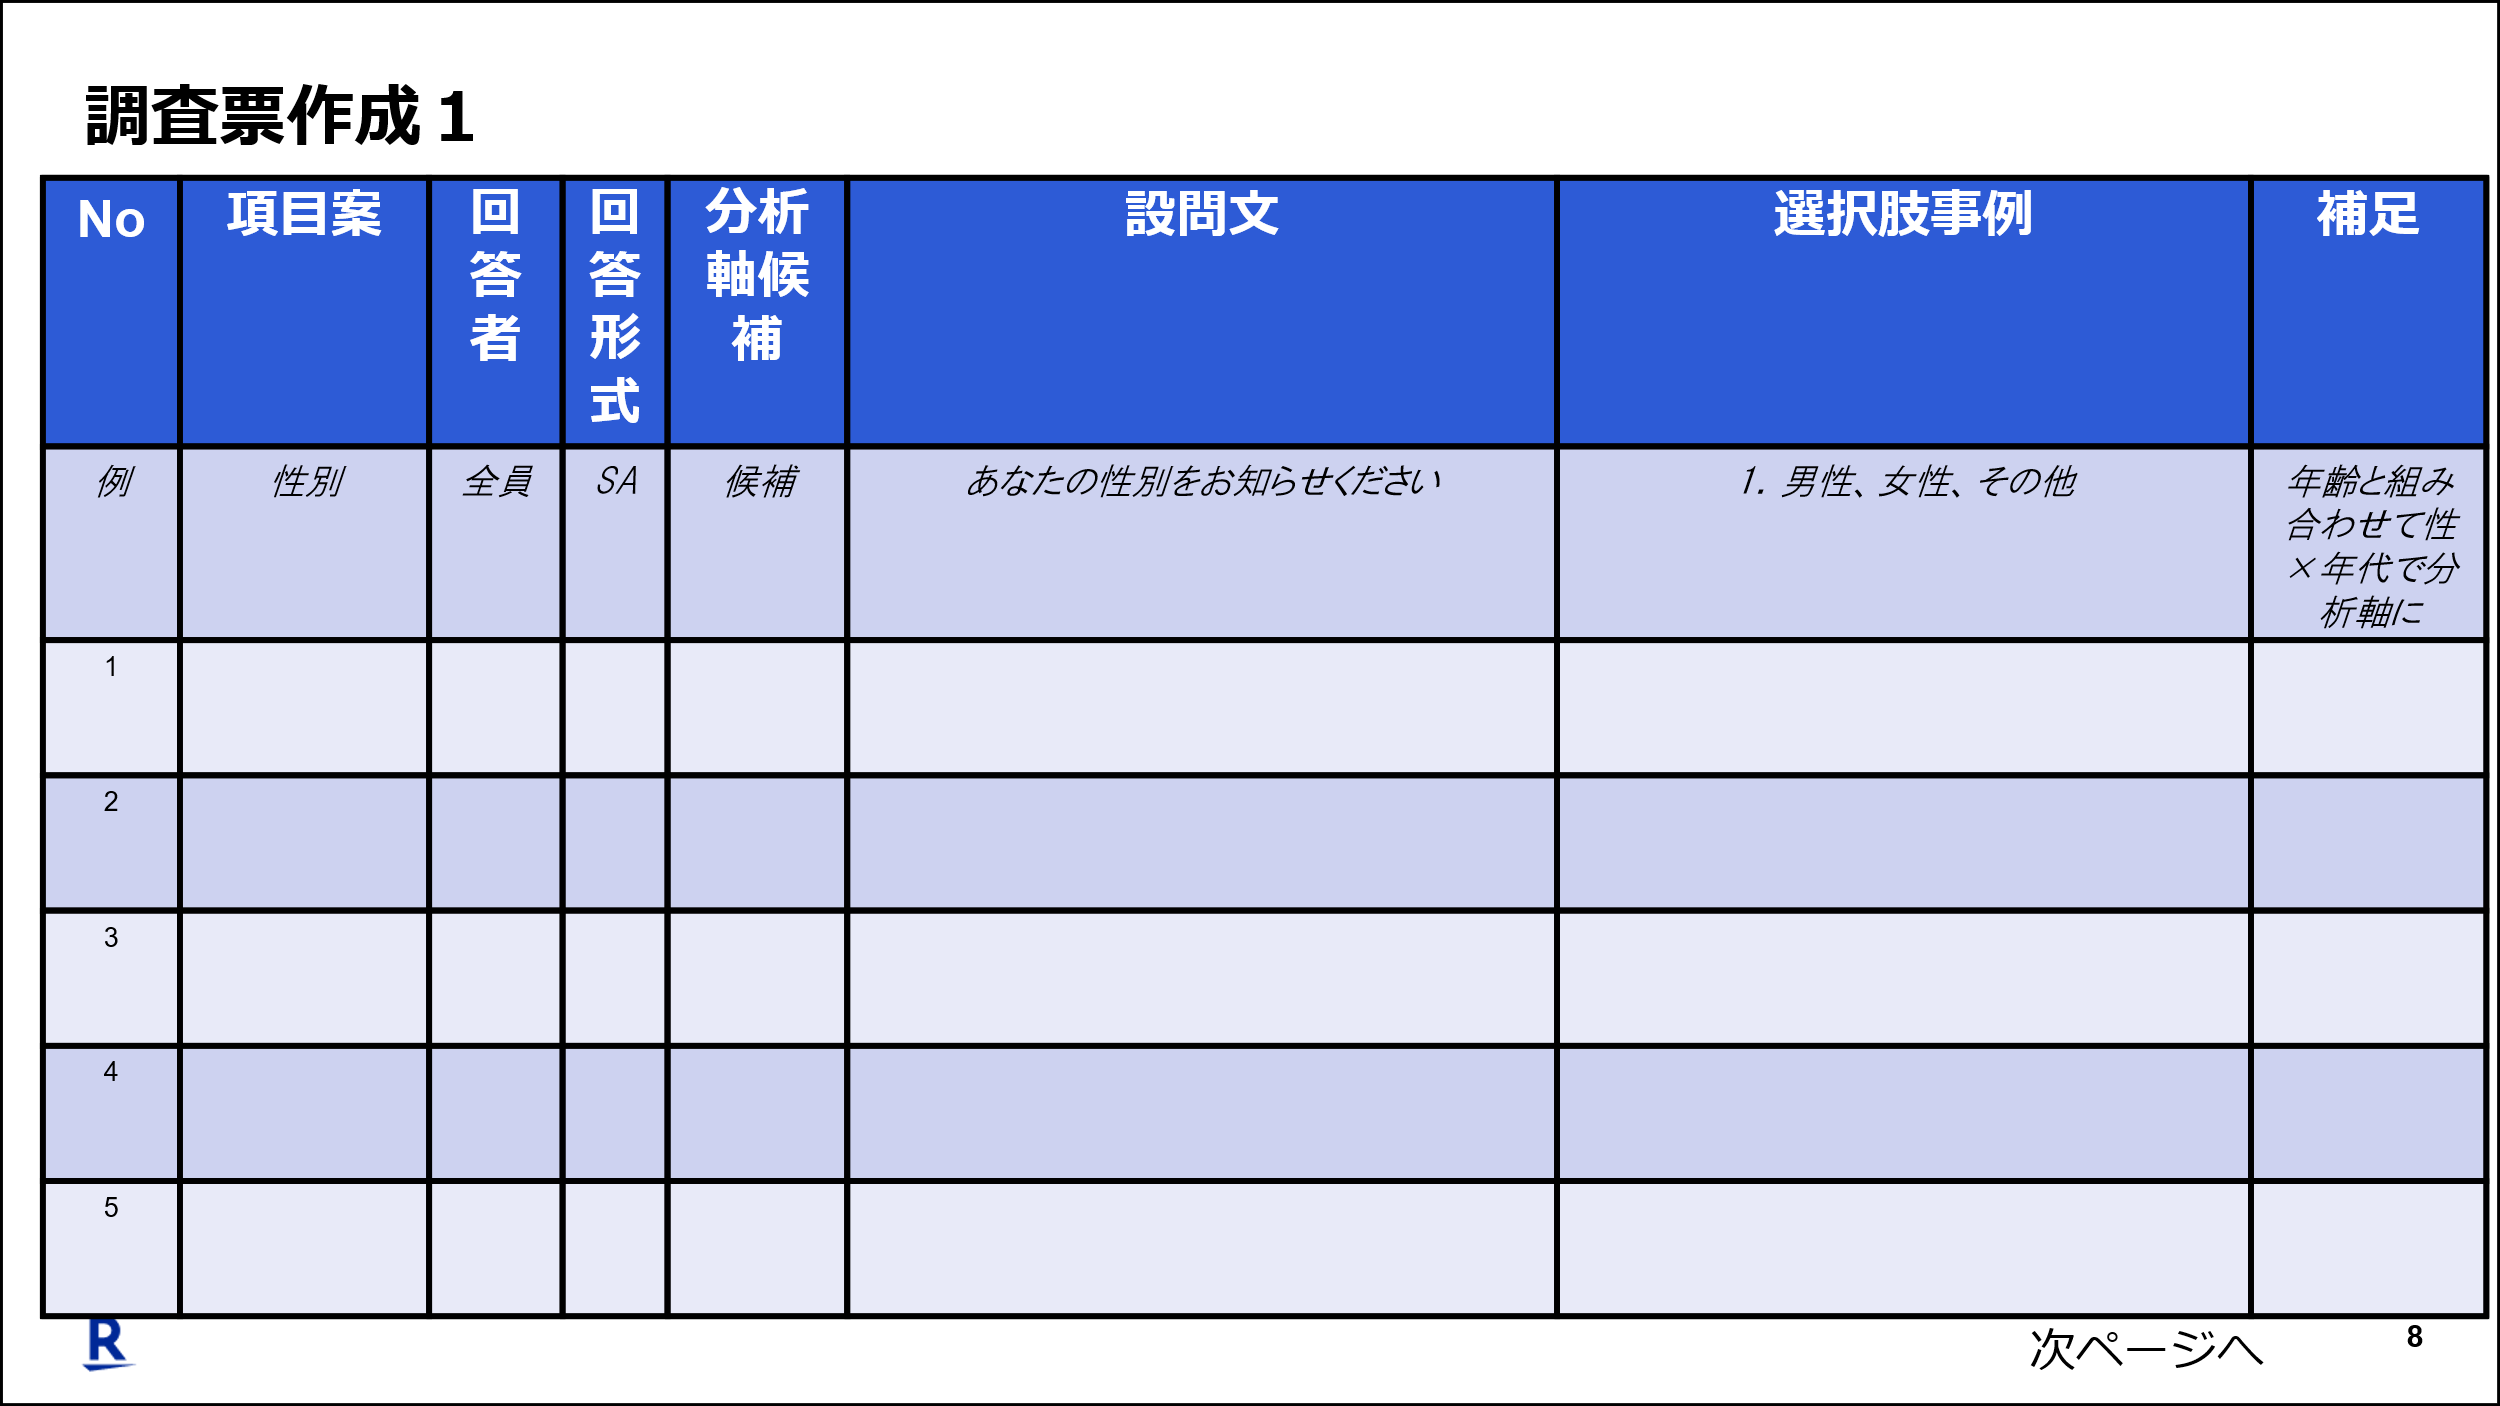 調査票作成1
No
項目案
回
答
者
回
答
形
式
分析
軸候
補
設問文
選択肢事例
補足
例
性別
全員
SA
候補
あなたの性別をお知らせください
1. 男性、女性、その他
年齢と組み
合わせて性
×年代で分
析軸に
1
2
3
4
5
R
次ページへ
8